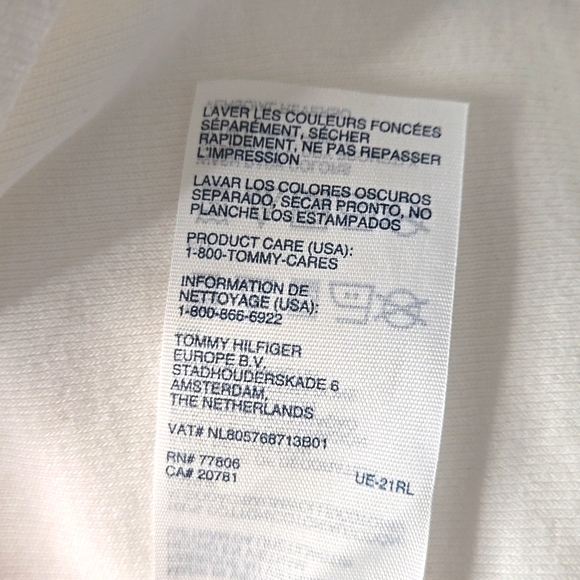 LAVER LES COULEURS FONCÉES
SÉPARÉMENT, SÉCHER
RAPIDEMENT, NE PAS REPASSER
L'IMPRESSION
LAVAR LOS COLORES OSCUROS
SEPARADO, SECAR PRONTO, NO
PLANCHE LOS ESTAMPADOS
PRODUCT CARE (USA):
1-800-TOMMY-CARES
INFORMATION DE
NETTOYAGE (USA):
1-800-866-6922
TOMMY HILFIGER
EUROPE B.V.
STADHOUDERSKADE 6
AMSTERDAM,
THE NETHERLANDS
VAT# NL805768713B01
RN# 77806
CA# 20781
UE-21RL